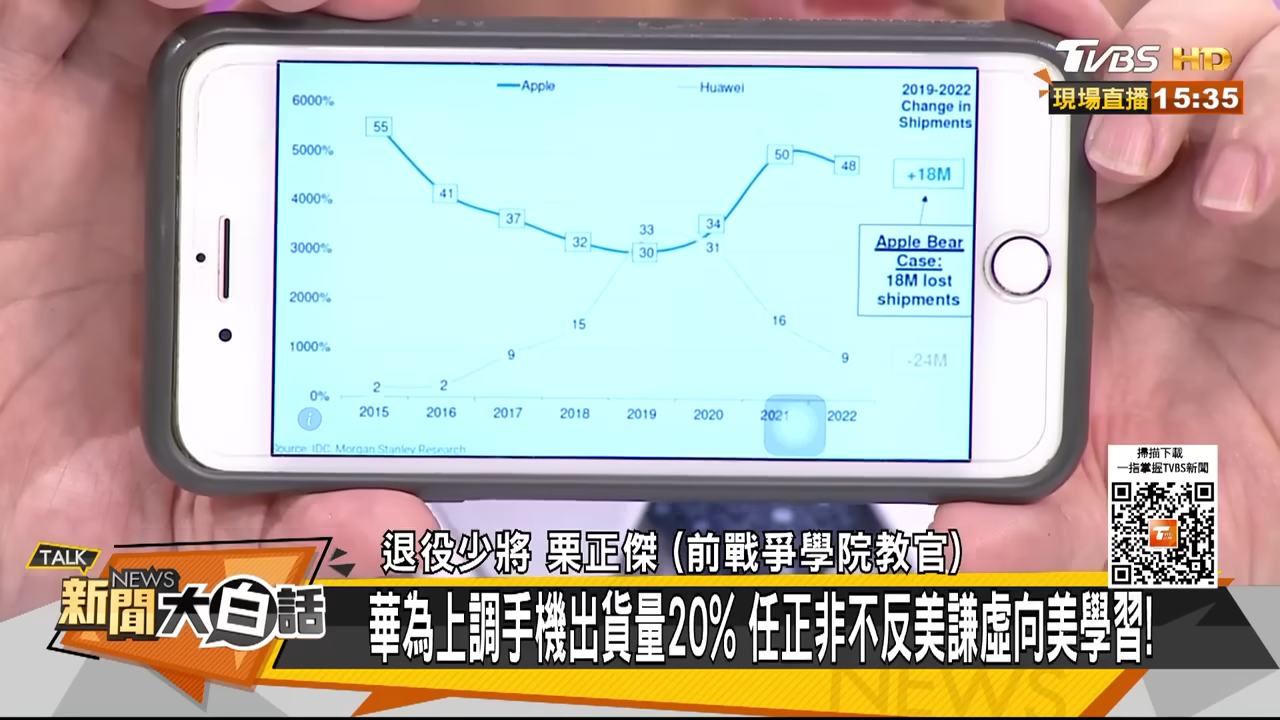 TVBS HD
現場直播 15:35
Apple
Huawei
2019-2022
Change in
Shipments
6000%
5000%
4000%
3000%
2000%
1000%
0%
55
41
37
32
30
34
50
48
2
2
9
15
33
31
16
9
+18M
Apple Bear
Case:
18M lost
shipments
-24M
2015
2016
2017
2018
2019
2020
2021
2022
Source: IDC, Morgan Stanley Research
掃描下載
一指掌握TVBS新聞
退役少將 栗正傑 (前戰爭學院教官)
TALK
NEWS
新聞大白話
華為上調手機出貨量20% 任正非不反美謙虛向美學習!
NEWS